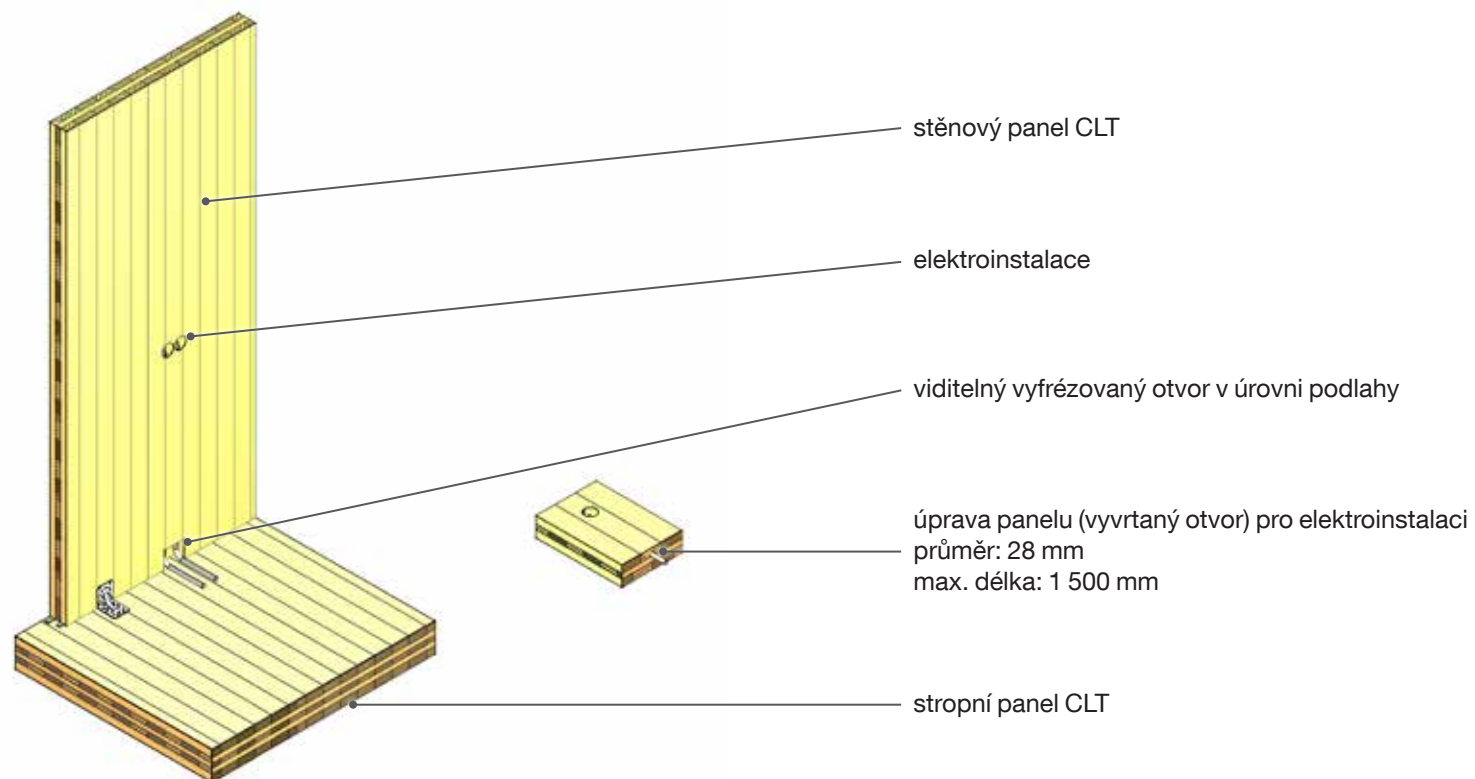 stěnový panel CLT
elektroinstalace
viditelný vyfrézovaný otvor v úrovni podlahy
úprava panelu (vyvrtaný otvor) pro elektroinstalaci
průměr: 28 mm
max. délka: 1 500 mm
stropní panel CLT